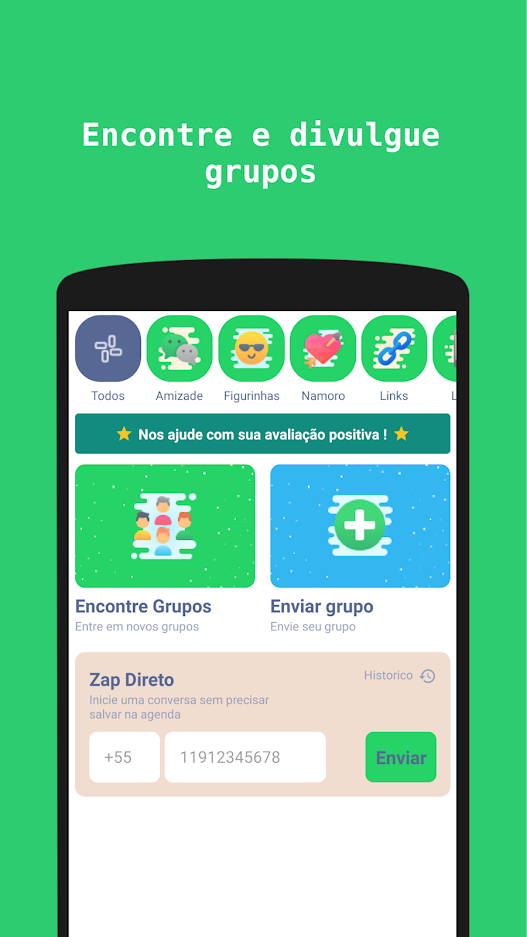 Encontre e divulgue
grupos
Todos
Amizade
Figurinhas
Namoro
Links
L
Nos ajude com sua avaliação positiva !
Encontre Grupos
Entre em novos grupos
Enviar grupo
Envie seu grupo
Zap Direto
Historico
Inicie uma conversa sem precisar
salvar na agenda
+55
11912345678
Enviar